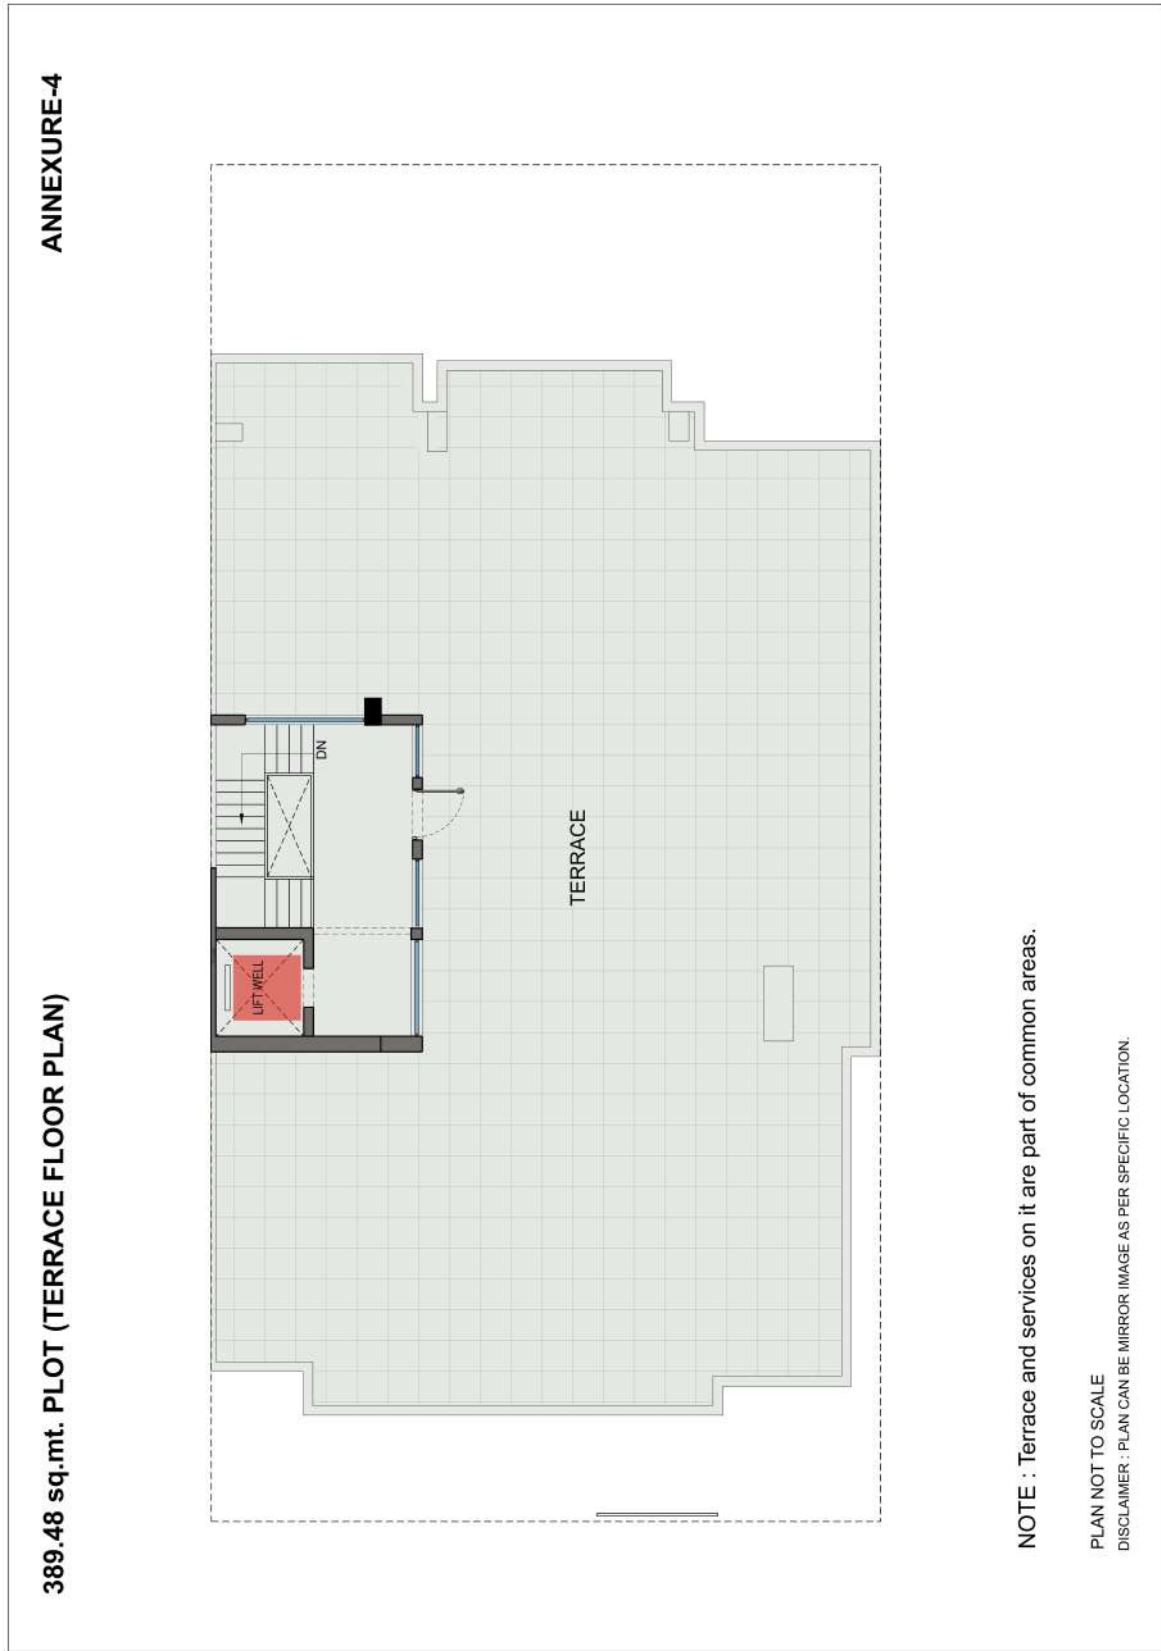 389.48 sq.mt. PLOT (TERRACE FLOOR PLAN)
ANNEXURE-4
LIFT WELL
DN
TERRACE
NOTE : Terrace and services on it are part of common areas.
PLAN NOT TO SCALE
DISCLAIMER : PLAN CAN BE MIRROR IMAGE AS PER SPECIFIC LOCATION.